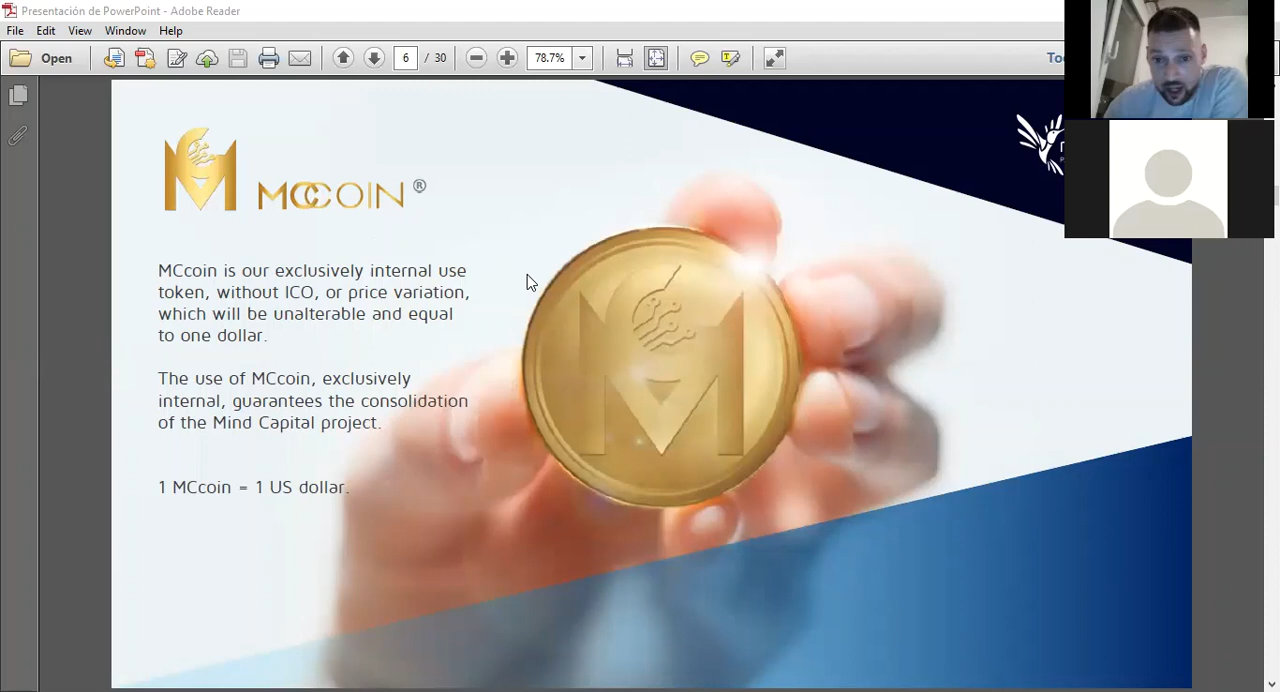 Presentación de PowerPoint - Adobe Reader
File Edit View Window Help
Open 6 / 30 78.7%
MCCOIN ®
MCcoin is our exclusively internal use
token, without ICO, or price variation,
which will be unalterable and equal
to one dollar.
The use of MCcoin, exclusively
internal, guarantees the consolidation
of the Mind Capital project.
1 MCcoin = 1 US dollar.